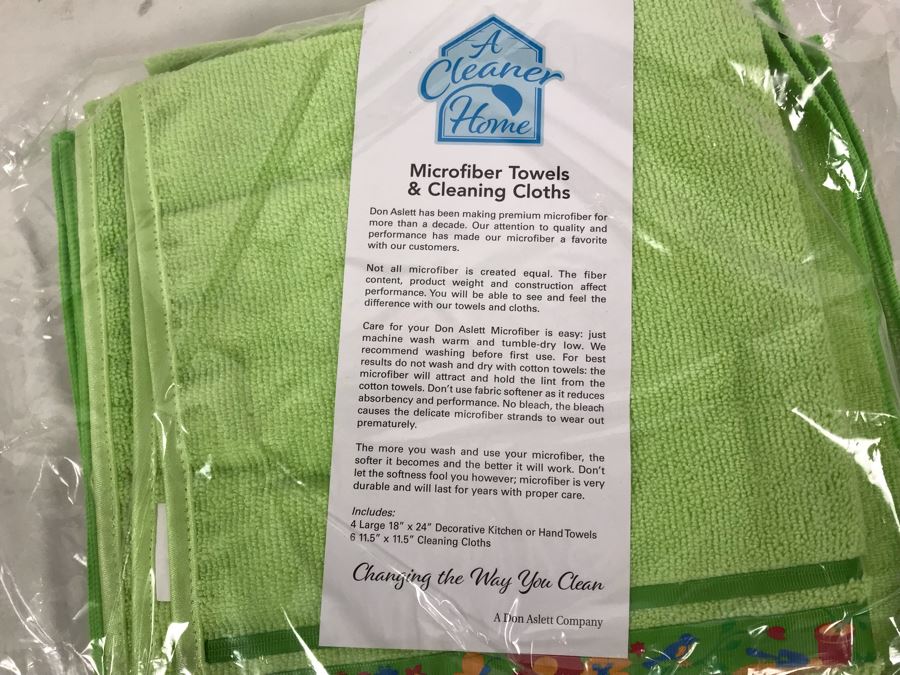 A
Cleaner
Home
Microfiber Towels
& Cleaning Cloths
Don Aslett has been making premium microfiber for
more than a decade. Our attention to quality and
performance has made our microfiber a favorite
with our customers.
Not all microfiber is created equal. The fiber
content, product weight and construction affect
performance. You will be able to see and feel the
difference with our towels and cloths.
Care for your Don Aslett Microfiber is easy: just
machine wash warm and tumble-dry low. We
recommend washing before first use. For best
results do not wash and dry with cotton towels: the
microfiber will attract and hold the lint from the
cotton towels. Don't use fabric softener as it reduces
absorbency and performance. No bleach, the bleach
causes the delicate microfiber strands to wear out
prematurely.
The more you wash and use your microfiber, the
softer it becomes and the better it will work. Don't
let the softness fool you however; microfiber is very
durable and will last for years with proper care.
Includes:
4 Large 18" x 24" Decorative Kitchen or Hand Towels
6 11.5" x 11.5" Cleaning Cloths
Changing the Way You Clean
A Don Aslett Company